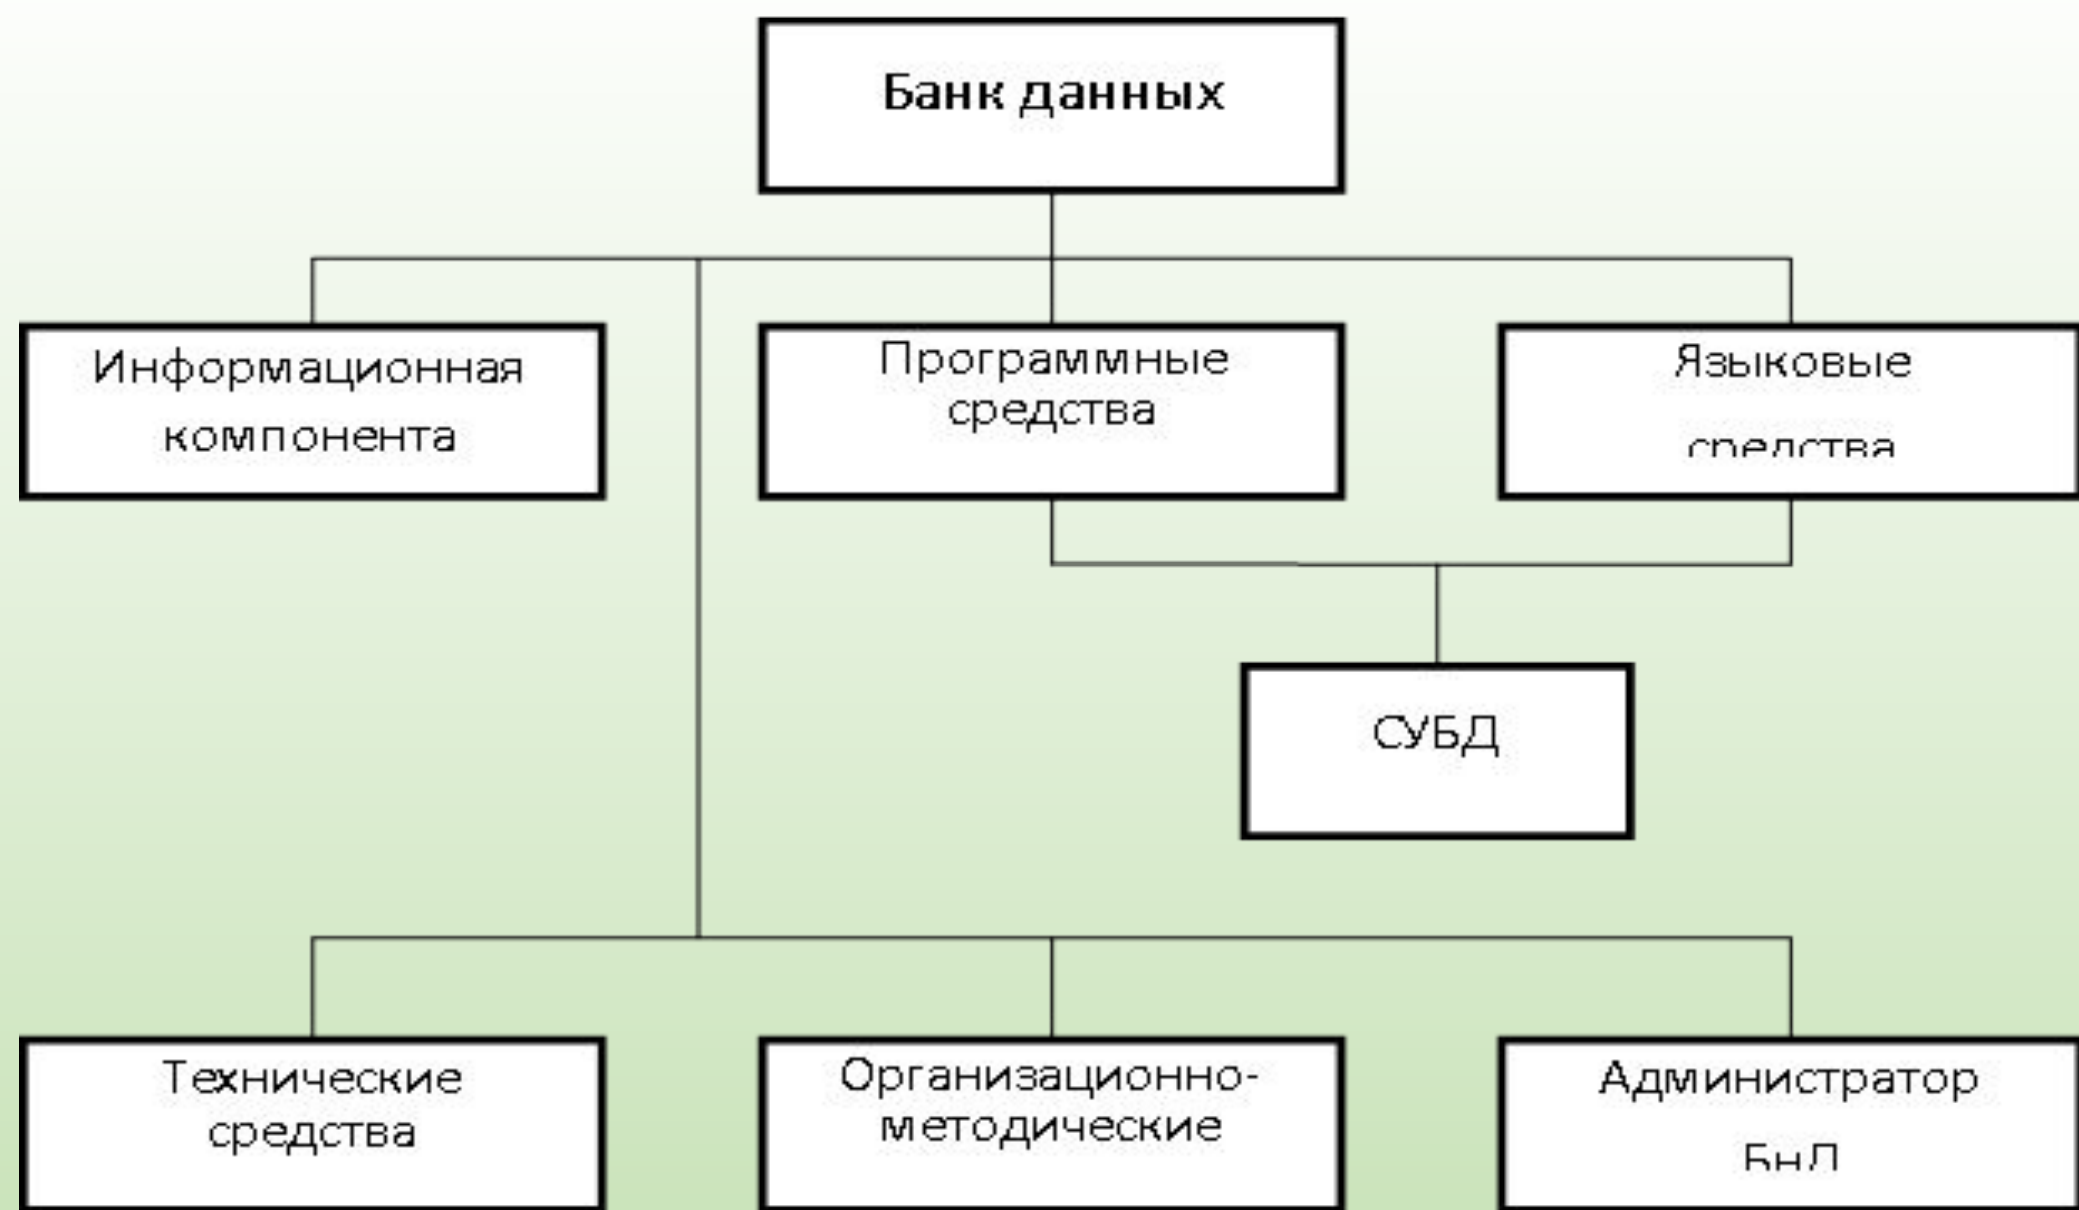 Банк данных
Информационная
компонента
Программные
средства
Языковые
средства
СУБД
Технические
средства
Организационно-
методические
Администратор
БнД